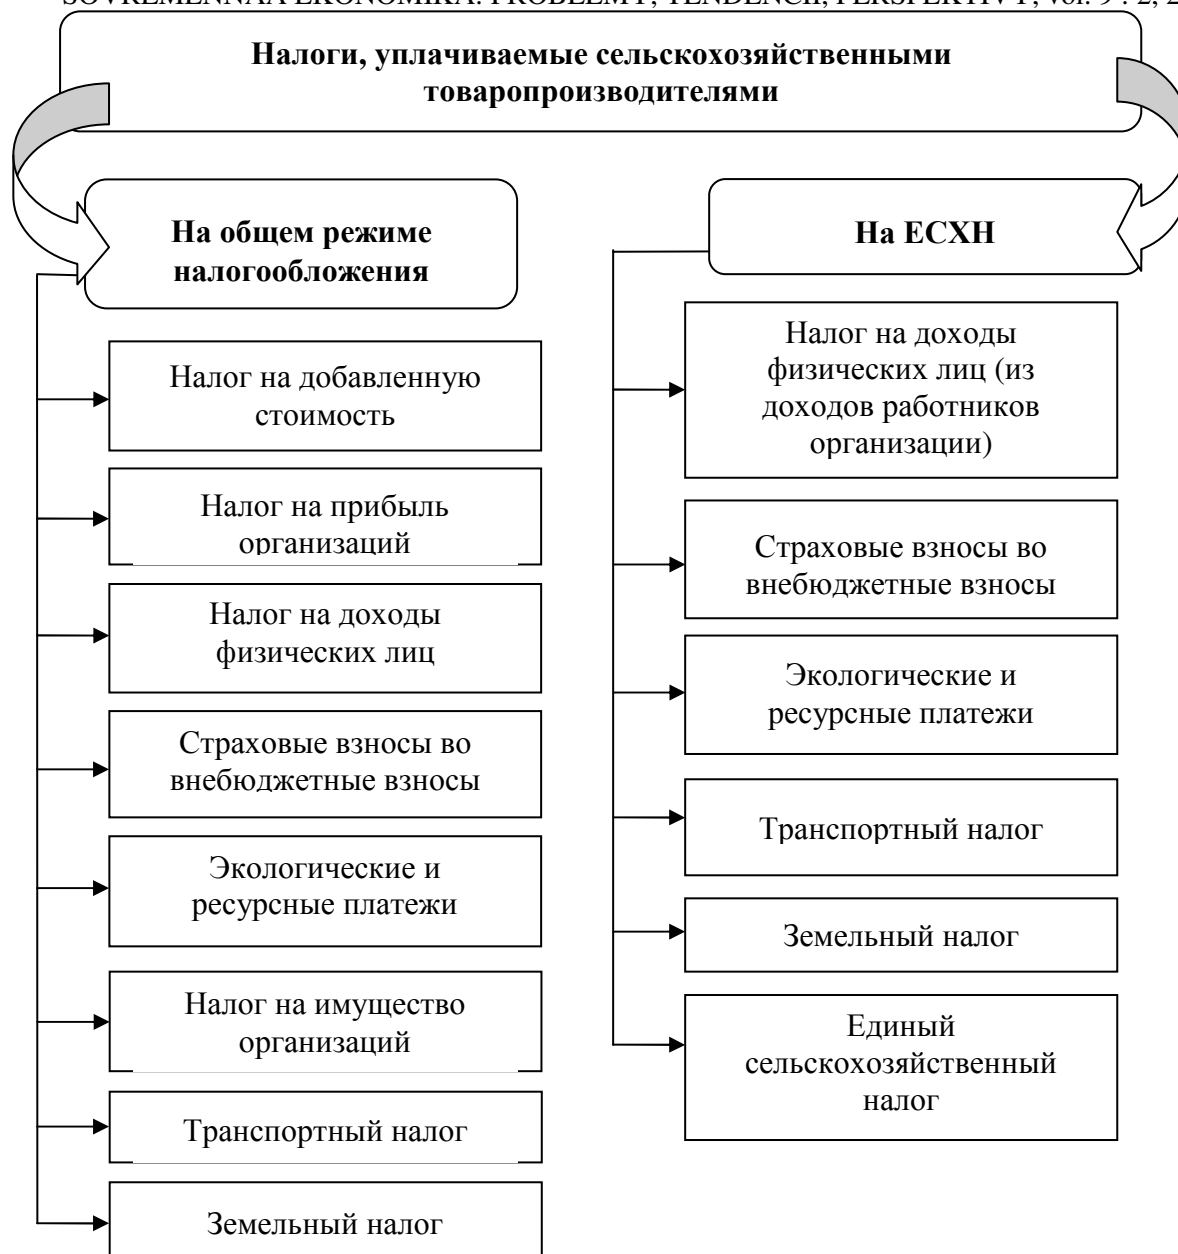 SOVREMENNAÂ ÈKONOMIKA: PROBLEMY, TENDENCII, PERSPEKTIVY, vol. 9 : 2, 2
Налоги, уплачиваемые сельскохозяйственными
товаропроизводителями
На общем режиме
налогообложения
Налог на добавленную
стоимость
Налог на прибыль
организаций
Налог на доходы
физических лиц
Страховые взносы во
внебюджетные взносы
Экологические и
ресурсные платежи
Налог на имущество
организаций
Транспортный налог
Земельный налог
На ЕСХН
Налог на доходы
физических лиц (из
доходов работников
организации)
Страховые взносы во
внебюджетные взносы
Экологические и
ресурсные платежи
Транспортный налог
Земельный налог
Единый
сельскохозяйственный
налог